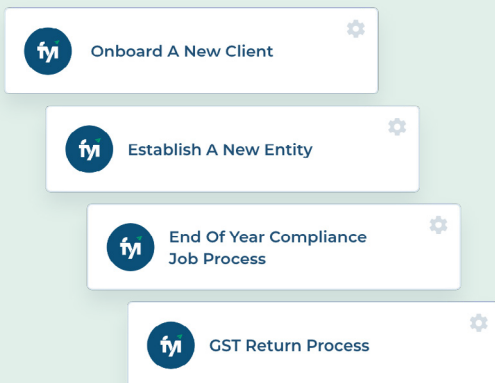 fyi
Onboard A New Client
fyi
Establish A New Entity
fyi
End Of Year Compliance
Job Process
fyi
GST Return Process